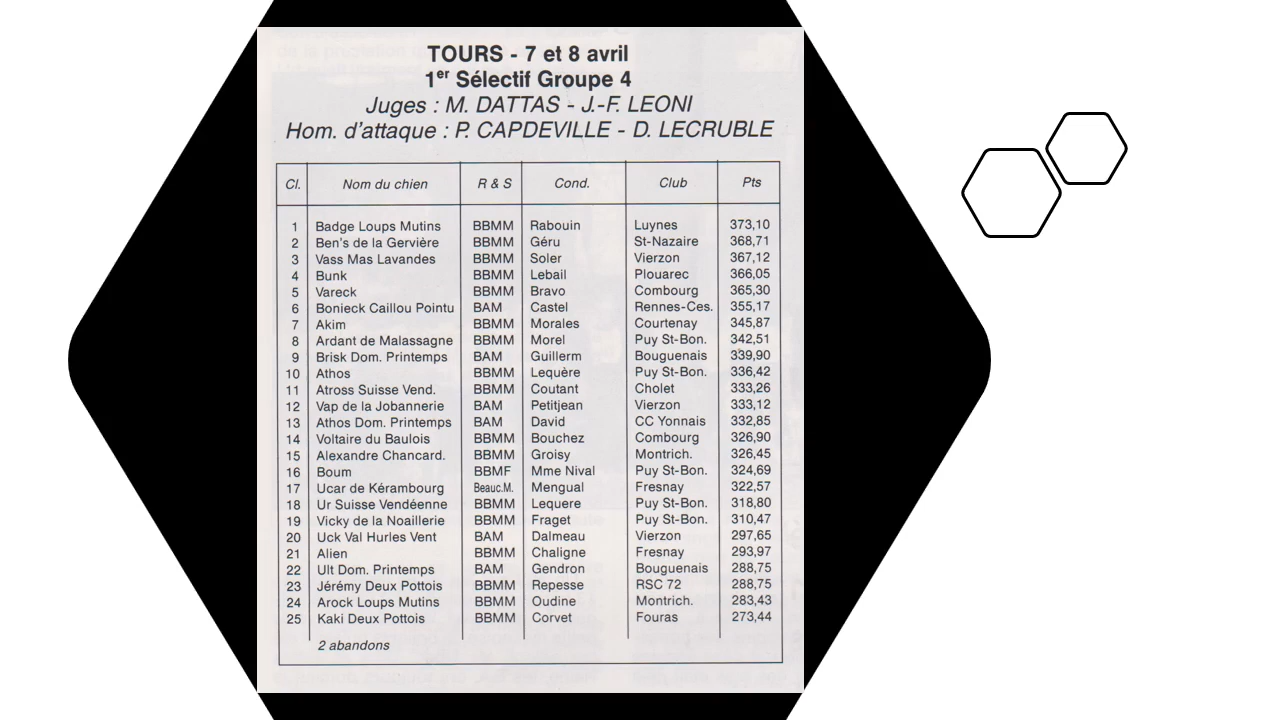 TOURS - 7 et 8 avril
1er Sélectif Groupe 4
Juges : M. DATTAS - J.-F. LEONI
Hom. d'attaque : P. CAPDEVILLE - D. LECRUBLE
Cl. Nom du chien R & S Cond. Club Pts
1 Badge Loups Mutins BBMM Rabouin Luynes 373,10
2 Ben's de la Gervière BBMM Géru St-Nazaire 368,71
3 Vass Mas Lavandes BBMM Soler Vierzon 367,12
4 Bunk BBMM Lebail Plouarec 366,05
5 Vareck BBMM Bravo Combourg 365,30
6 Bonieck Caillou Pointu BAM Castel Rennes-Ces. 355,17
7 Akim BBMM Morales Courtenay 345,87
8 Ardant de Malassagne BBMM Morel Puy St-Bon. 342,51
9 Brisk Dom. Printemps BAM Guillerm Bouguenais 339,90
10 Athos BBMM Lequère Puy St-Bon. 336,42
11 Atross Suisse Vend. BBMM Coutant Cholet 333,26
12 Vap de la Jobannerie BAM Petitjean Vierzon 333,12
13 Athos Dom. Printemps BAM David CC Yonnais 332,85
14 Voltaire du Baulois BBMM Bouchez Combourg 326,90
15 Alexandre Chancard. BBMM Groisy Montrich. 326,45
16 Boum BBMF Mme Nival Puy St-Bon. 324,69
17 Ucar de Kérambourg Beauc.M. Mengual Fresnay 322,57
18 Ur Suisse Vendéenne BBMM Lequere Puy St-Bon. 318,80
19 Vicky de la Noaillerie BBMM Fraget Puy St-Bon. 310,47
20 Uck Val Hurles Vent BAM Dalmeau Vierzon 297,65
21 Alien BBMM Chaligne Fresnay 293,97
22 Ult Dom. Printemps BAM Gendron Bouguenais 288,75
23 Jérémy Deux Pottois BBMM Repesse RSC 72 288,75
24 Arock Loups Mutins BBMM Oudine Montrich. 283,43
25 Kaki Deux Pottois BBMM Corvet Fouras 273,44
2 abandons